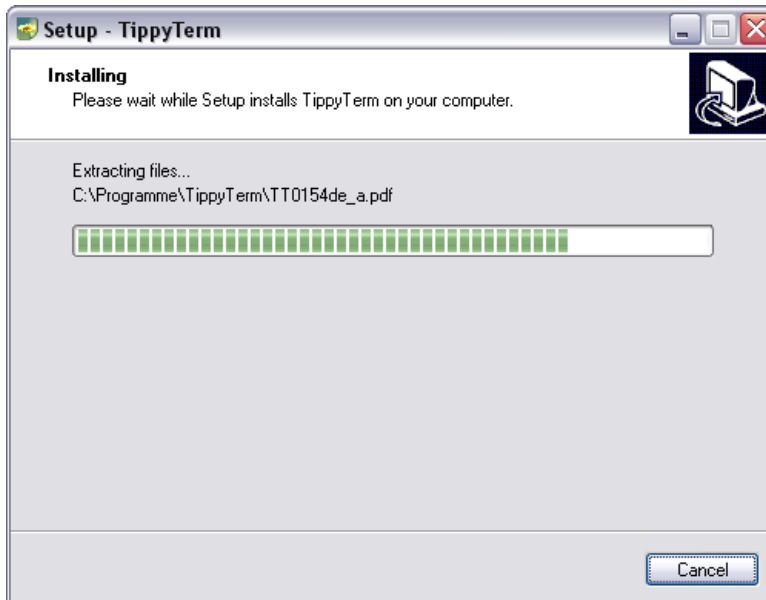 Setup - TippyTerm
Installing
Please wait while Setup installs TippyTerm on your computer.
Extracting files...
C:\Programme\TippyTerm\TT0154de_a.pdf
Cancel